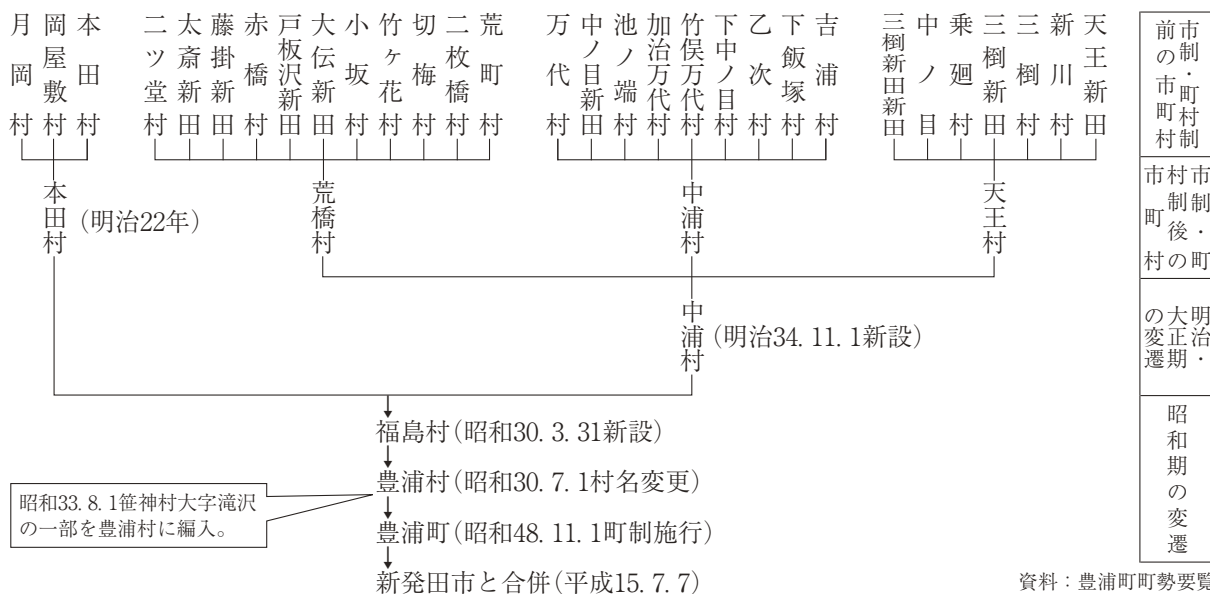 市制・町村制
前の市町村
天王新田
新川村
三倒村
三倒新田
乗廻村
中ノ目
三倒新田新田
吉浦村
下飯塚村
乙次村
下中ノ目村
竹俣万代村
加治万代村
池ノ端村
中ノ目新田
万代村
荒町村
二枚橋村
切梅村
竹ヶ花村
小坂村
大伝新田
戸板沢新田
赤橋村
藤掛新田
太斎新田
二ツ堂村
本田村
岡屋敷村
月岡村
市制・町
村制後の
市町村
天王村
中浦村
荒橋村
本田村
(明治22年)
明治・
大正期
の変遷
中浦村
(明治34. 11. 1新設)
昭和期の変遷
福島村(昭和30. 3. 31新設)
豊浦村(昭和30. 7. 1村名変更)
昭和33. 8. 1笹神村大字滝沢
の一部を豊浦村に編入。
豊浦町(昭和48. 11. 1町制施行)
新発田市と合併(平成15. 7. 7)
資料：豊浦町町勢要覧